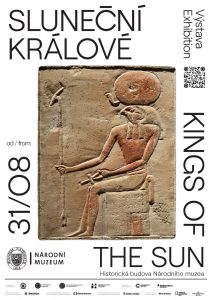 SLUNEČNÍ
KRÁLOVÉ
Výstava
Exhibition
od / from
31/08
KINGS OF
THE SUN
NÁRODNÍ
MUZEUM
Historická budova Národního muzea